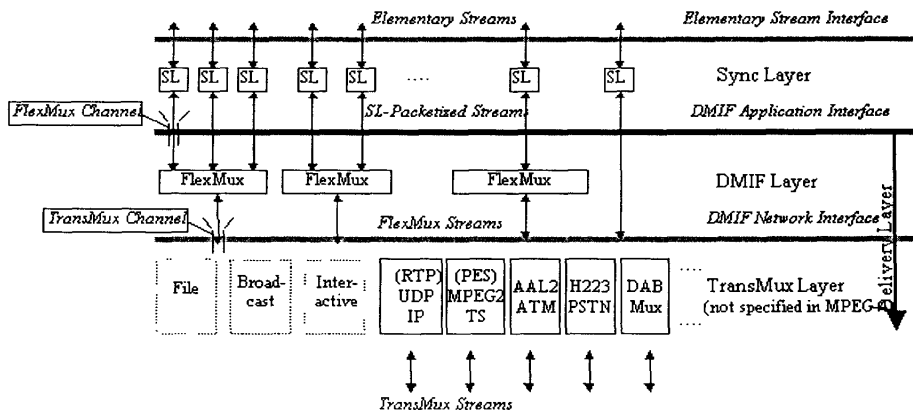 Elementary Streams Elementary Stream Interface
SL SL SL SL SL .... SL SL Sync Layer
FlexMux Channel SL-Packetized Streams DMIF Application Interface
FlexMux FlexMux FlexMux DMIF Layer
TransMux Channel FlexMux Streams DMIF Network Interface
Delivery Layer
File
Broad-
cast
Inter-
active
(RTP)
UDP
IP
(PES)
MPEG2
TS
AAL2
ATM
H223
PSTN
DAB
Mux
....
TransMux Layer
(not specified in MPEG
TransMux Streams